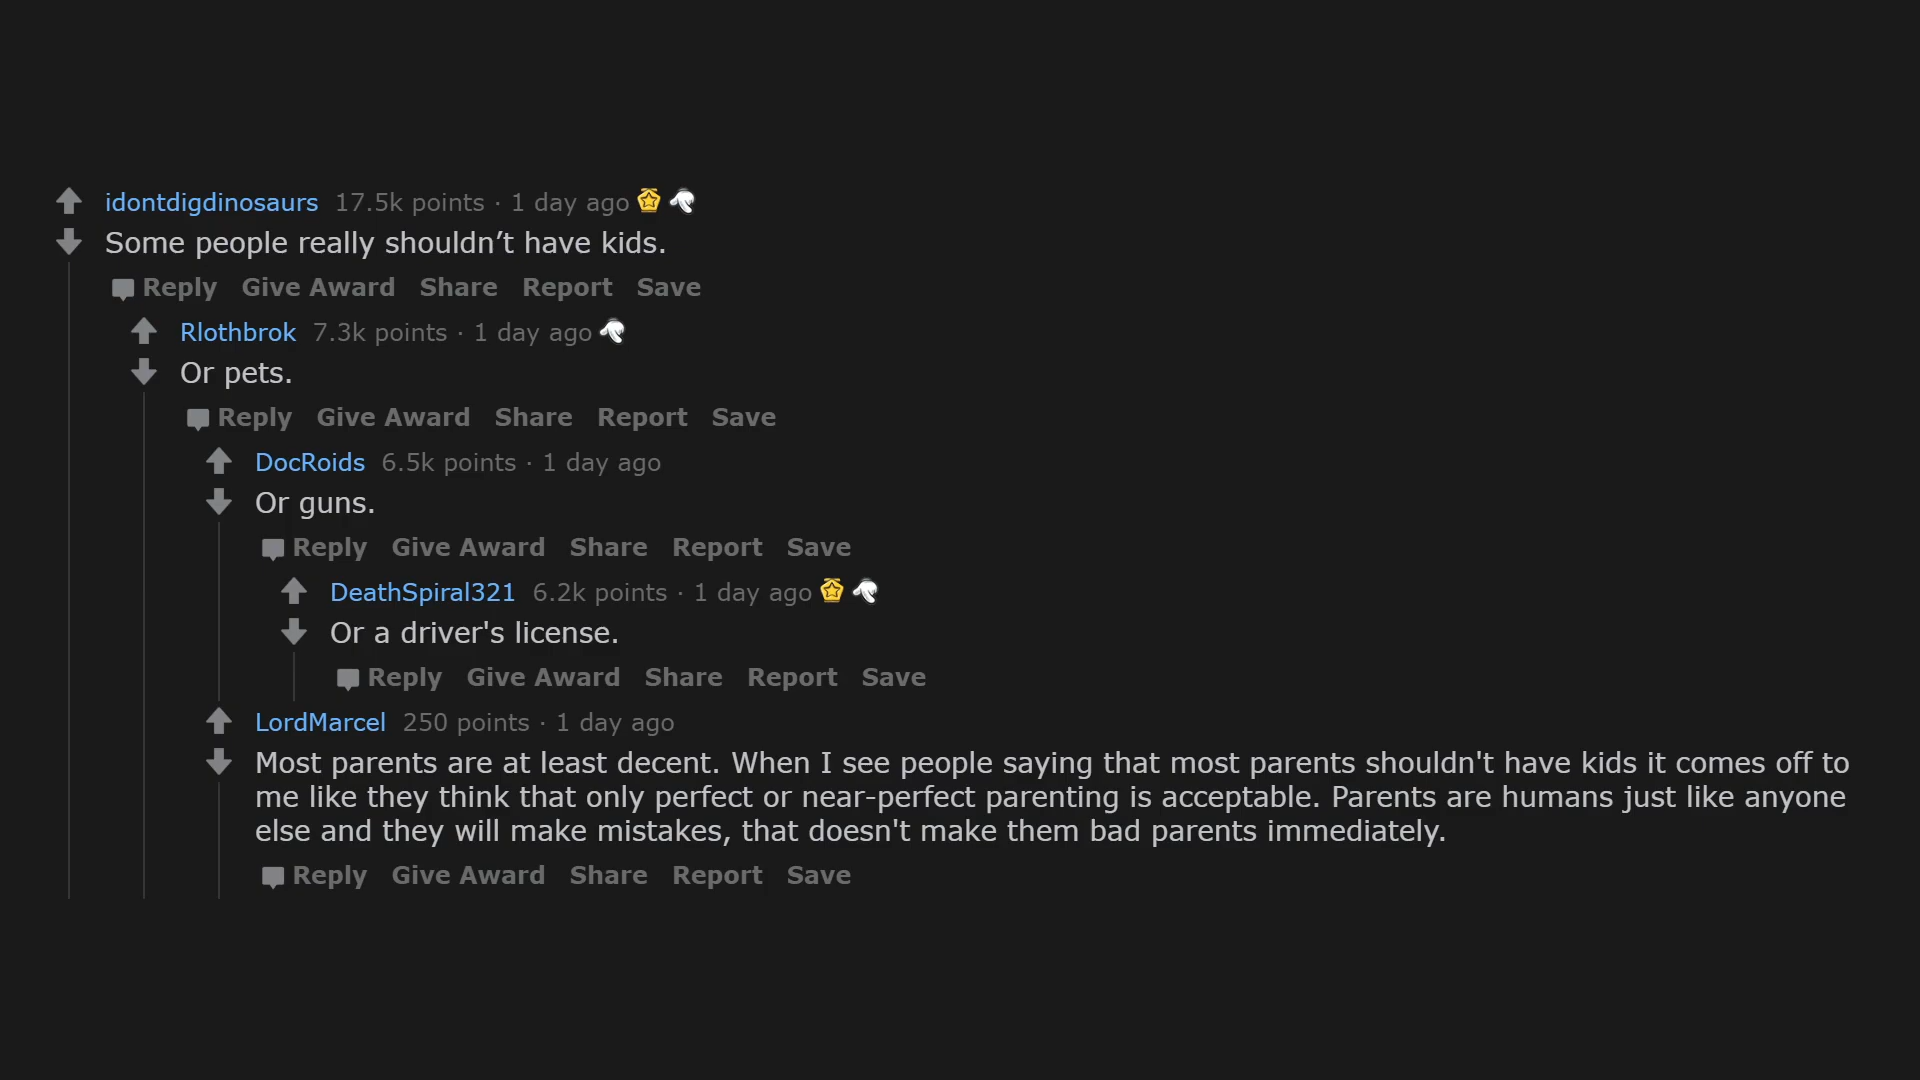 idontdigdinosaurs 17.5k points · 1 day ago
Some people really shouldn’t have kids.
Reply Give Award Share Report Save
Rlothbrok 7.3k points · 1 day ago
Or pets.
Reply Give Award Share Report Save
DocRoids 6.5k points · 1 day ago
Or guns.
Reply Give Award Share Report Save
DeathSpiral321 6.2k points · 1 day ago
Or a driver's license.
Reply Give Award Share Report Save
LordMarcel 250 points · 1 day ago
Most parents are at least decent. When I see people saying that most parents shouldn't have kids it comes off to
me like they think that only perfect or near-perfect parenting is acceptable. Parents are humans just like anyone
else and they will make mistakes, that doesn't make them bad parents immediately.
Reply Give Award Share Report Save